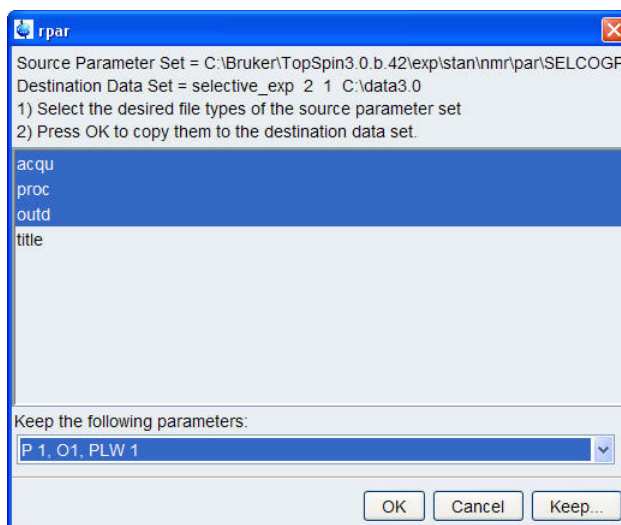 rpar
Source Parameter Set = C:\Bruker\TopSpin3.0.b.42\exp\stan\nmr\par\SELCOGP
Destination Data Set = selective_exp 2 1 C:\data3.0
1) Select the desired file types of the source parameter set
2) Press OK to copy them to the destination data set.
acqu
proc
outd
title
Keep the following parameters:
P 1, O1, PLW 1
OK Cancel Keep...